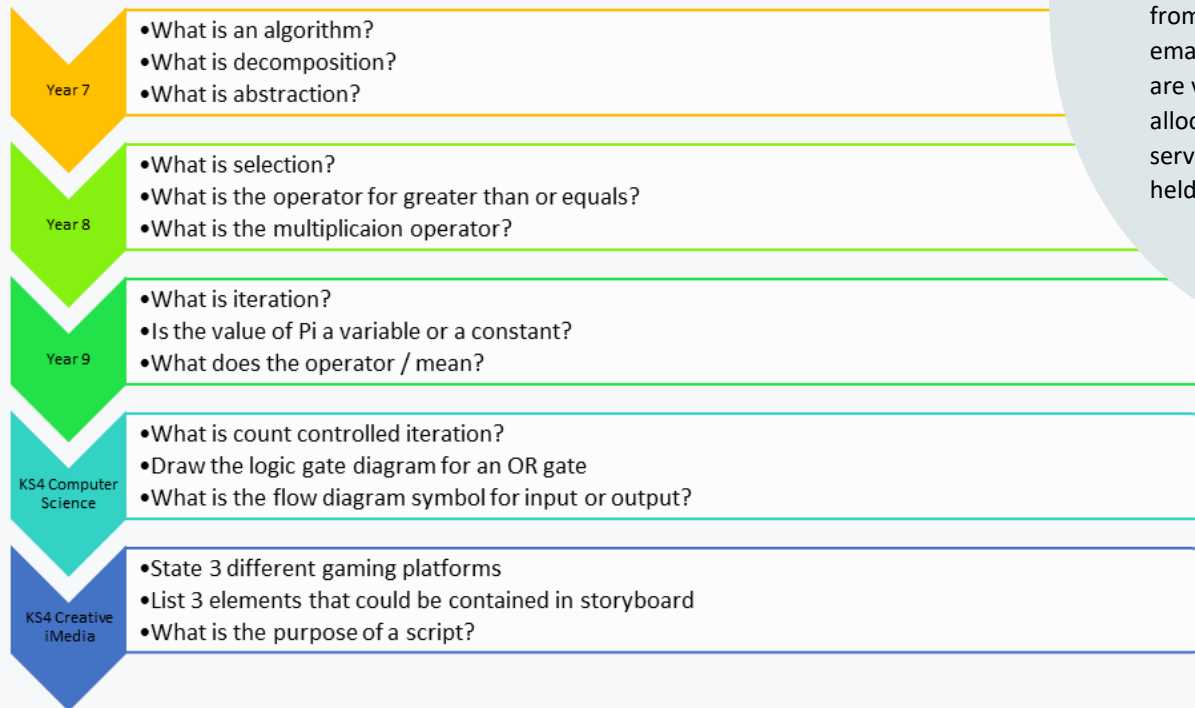 Year 7
•What is an algorithm?
•What is decomposition?
•What is abstraction?
Year 8
•What is selection?
•What is the operator for greater than or equals?
•What is the multiplicaion operator?
Year 9
•What is iteration?
•Is the value of Pi a variable or a constant?
•What does the operator / mean?
KS4 Computer
Science
•What is count controlled iteration?
•Draw the logic gate diagram for an OR gate
•What is the flow diagram symbol for input or output?
KS4 Creative
iMedia
•State 3 different gaming platforms
•List 3 elements that could be contained in storyboard
•What is the purpose of a script?
from
are
held